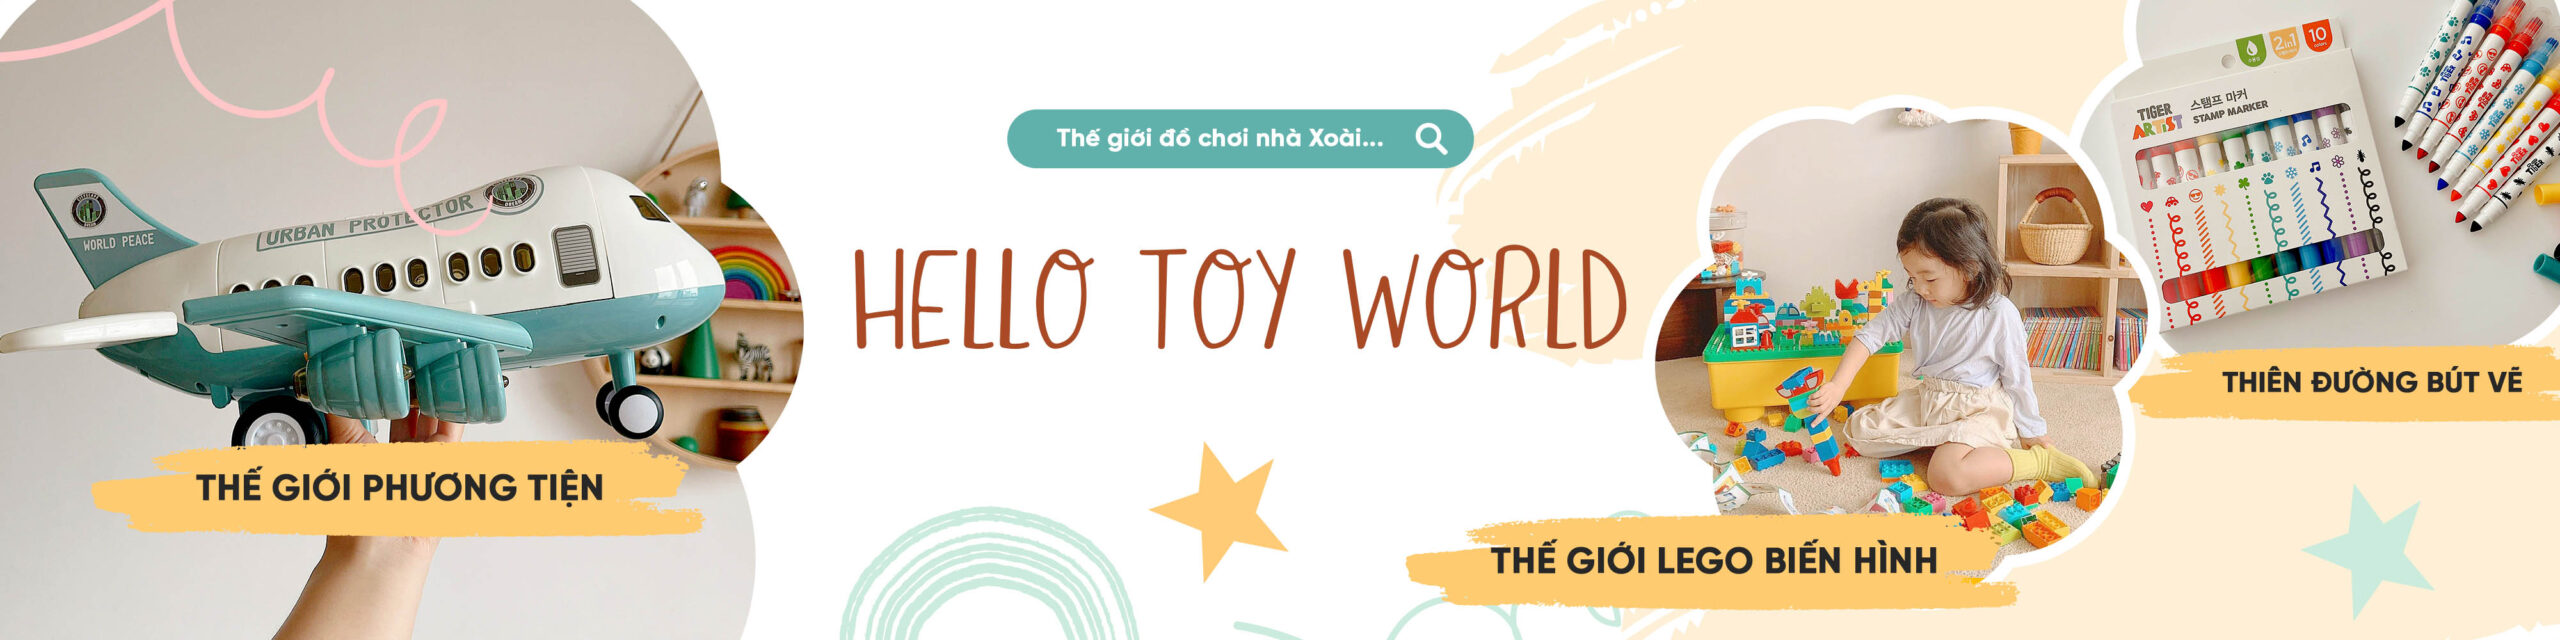 Thế giới đồ chơi nhà Xoài...
HELLO TOY WORLD
URBAN PROTECTOR
WORLD PEACE
THẾ GIỚI PHƯƠNG TIỆN
THẾ GIỚI LEGO BIẾN HÌNH
2in1
10
colors
TIGER
ARTIST
스탬프 마커
STAMP MARKER
THIÊN ĐƯỜNG BÚT VẼ